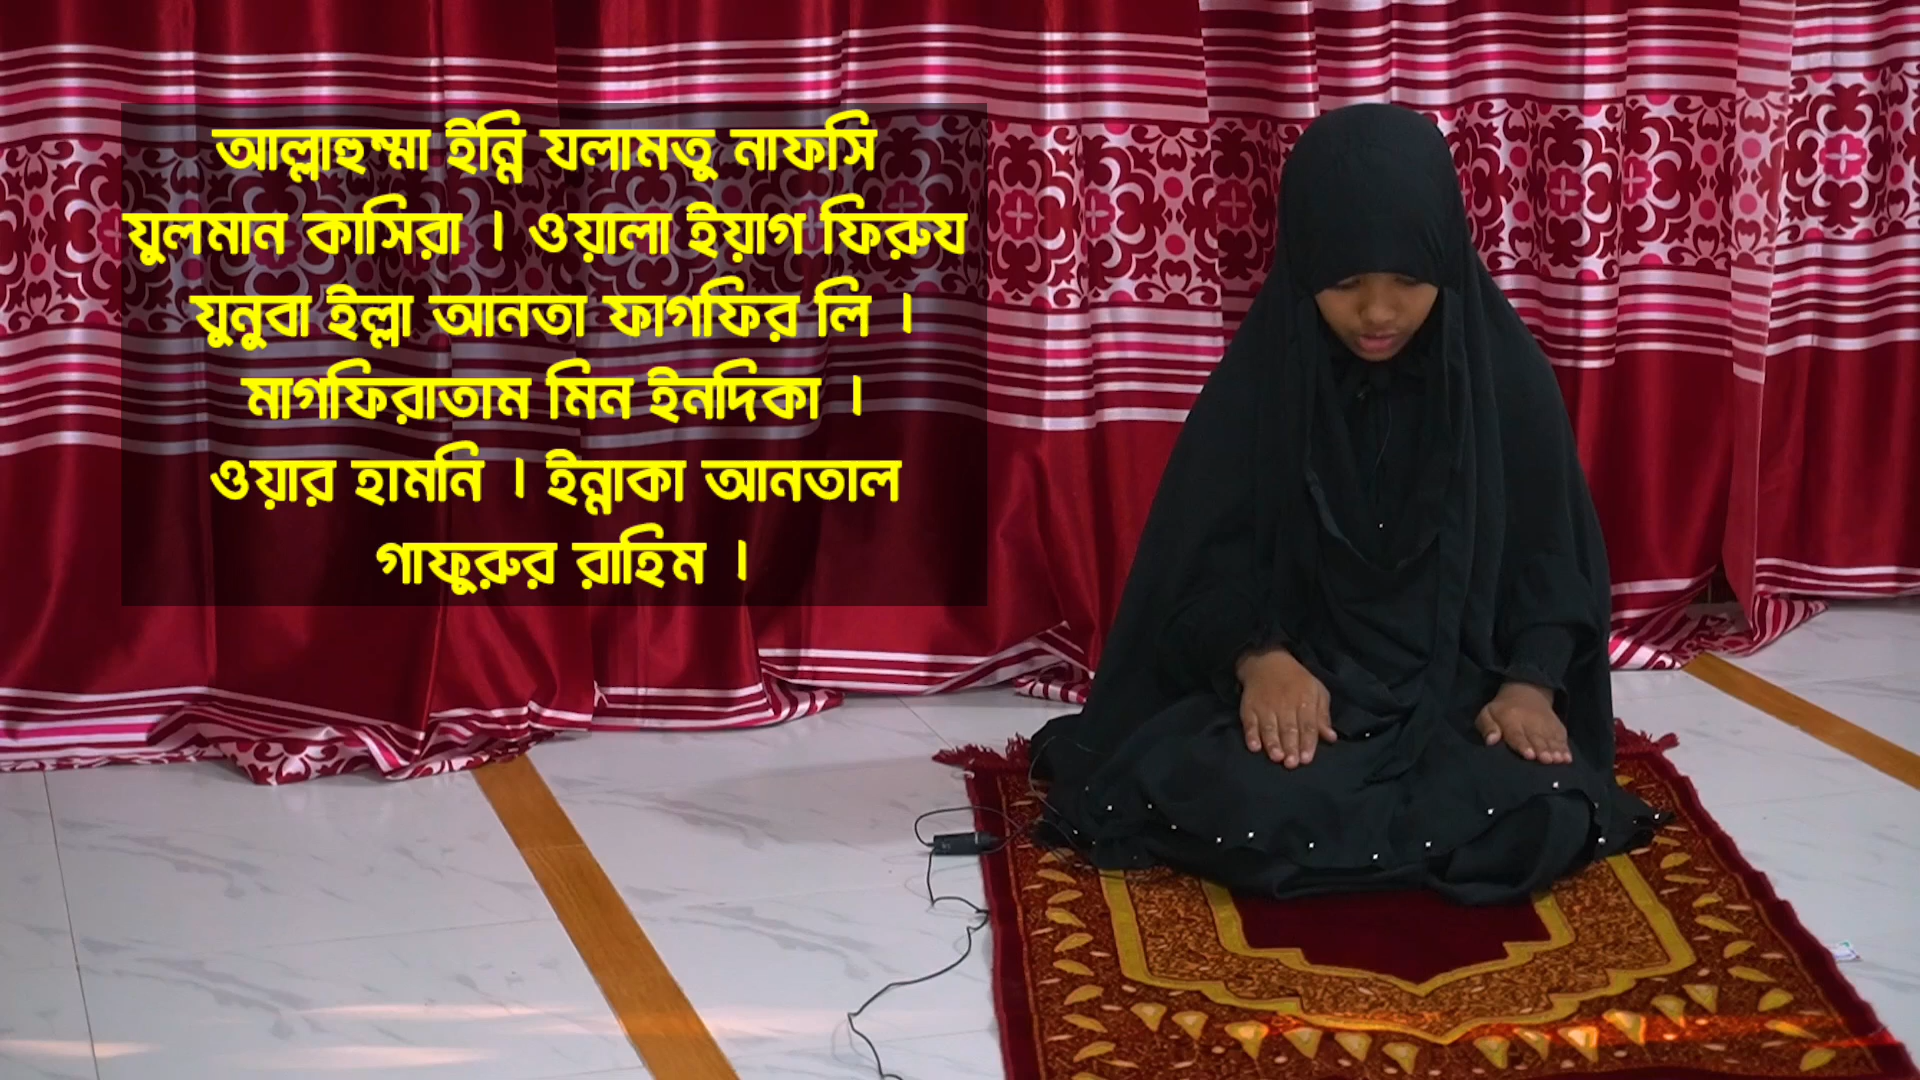 আল্লাহুম্মা ইন্নি যলামতু নাফসি
যুলমান কাসিরা । ওয়ালা ইয়াগ ফিরুয
যুনুবা ইল্লা আনতা ফাগফির লি ।
মাগফিরাতাম মিন ইনদিকা ।
ওয়ার হামনি । ইন্নাকা আনতাল
গাফুরুর রাহিম ।